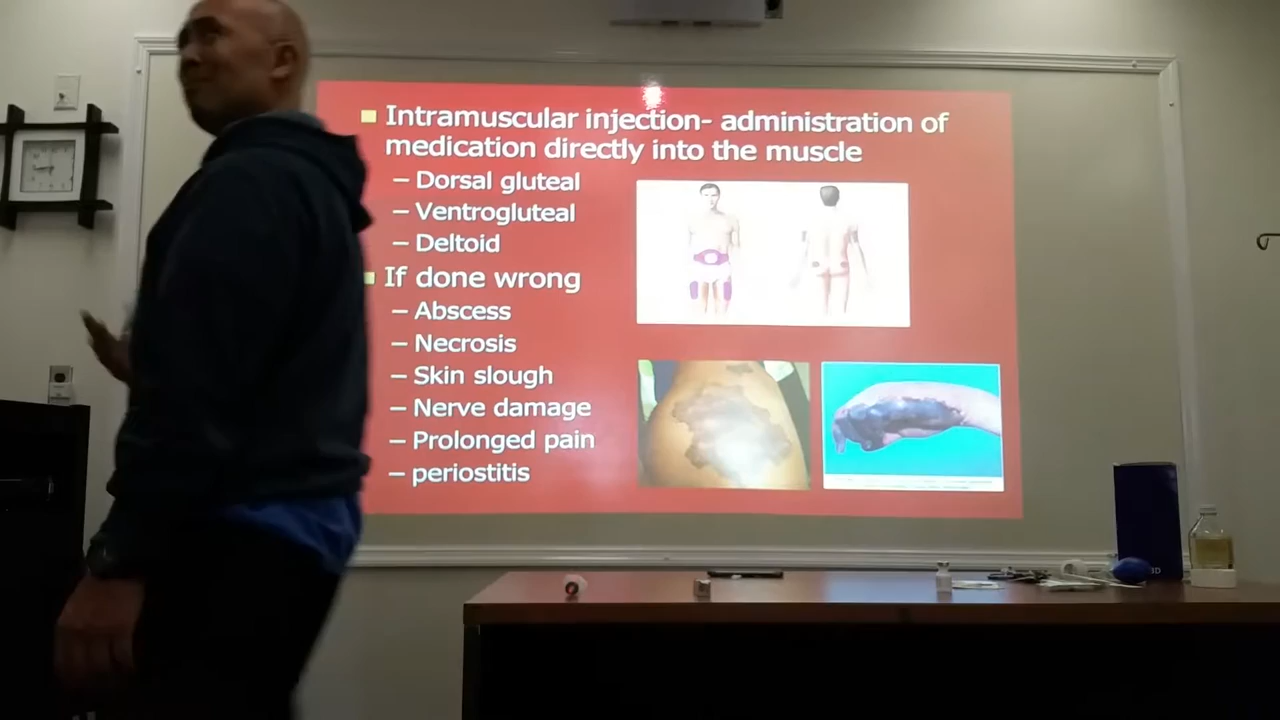 Intramuscular injection- administration of
medication directly into the muscle
– Dorsal gluteal
– Ventrogluteal
– Deltoid
If done wrong
– Abscess
– Necrosis
– Skin slough
– Nerve damage
– Prolonged pain
– periostitis
3D